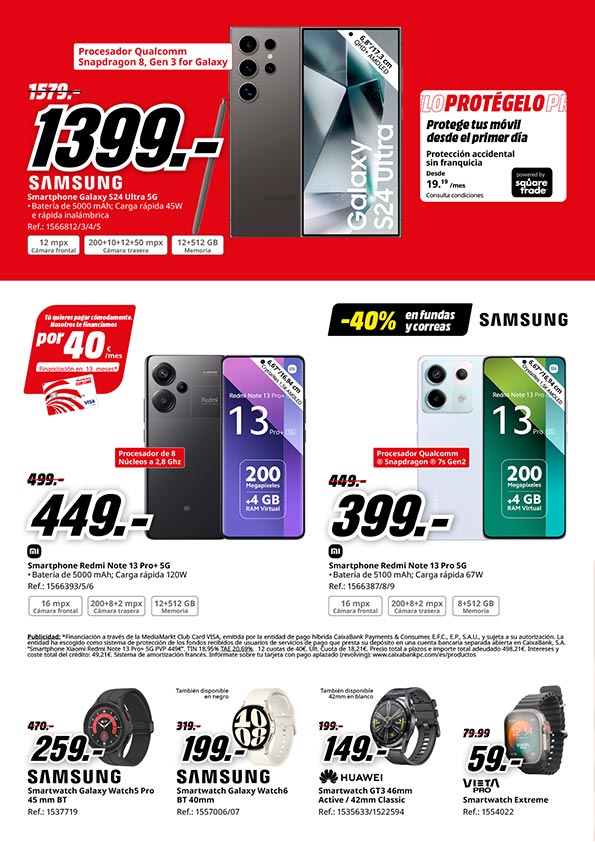 Procesador Qualcomm
Snapdragon 8, Gen 3 for Galaxy
1579.-
1399.-
SAMSUNG
Smartphone Galaxy S24 Ultra 5G
• Batería de 5000 mAh; Carga rápida 45W
e rápida inalámbrica
Ref.: 1566812/3/4/5
12 mpx
Cámara frontal
200+10+12+50 mpx
Cámara trasera
12+512 GB
Memoria
6,8"/17,3 cm
QHD+ AMOLED
Galaxy
S24 Ultra
LO PROTÉGELO PR
Protege tus móvil
desde el primer día
Protección accidental
sin franquicia
Desde
19.19 /mes
Consulta condiciones
powered by
square
trade
Tú quieres pagar cómodamente.
Nosotros te financiamos
por 40€/mes
Financiación en 13 meses*
VISA
-40% en fundas
y correas
SAMSUNG
6,67"/16,94 cm
Redmi
Redmi Note 13 Pro+
13
Pro+ 5G
200
Megapíxeles
+4 GB
RAM Virtual
Procesador de 8
Núcleos a 2,8 Ghz
499.-
449.-
mi
Smartphone Redmi Note 13 Pro+ 5G
• Batería de 5000 mAh; Carga rápida 120W
Ref.: 1566393/5/6
16 mpx
Cámara frontal
200+8+2 mpx
Cámara trasera
12+512 GB
Memoria
6,67"/16,94 cm
Redmi Note 13 Pro
13
Pro 5G
200
Megapíxeles
+4 GB
RAM Virtual
Procesador Qualcomm
® Snapdragon ® 7s Gen2
449.-
399.-
mi
Smartphone Redmi Note 13 Pro 5G
• Batería de 5100 mAh; Carga rápida 67W
Ref.: 1566387/8/9
16 mpx
Cámara frontal
200+8+2 mpx
Cámara trasera
8+512 GB
Memoria
Publicidad: *Financiación a través de la MediaMarkt Club Card VISA, emitida por la entidad de pago híbrida CaixaBank Payments & Consumer, E.F.C., E.P., S.A.U., y sujeta a su autorización. La
entidad ha escogido como sistema de protección de los fondos recibidos de usuarios de servicios de pago que presta su depósito en una cuenta bancaria separada abierta en CaixaBank, S.A.
"Smartphone Xiaomi Redmi Note 13 Pro+ 5G PVP 449€". TIN 18,95% TAE 20,69%. 12 cuotas de 40€. Últ. Cuota de 18,21€. Precio total a plazos e importe total adeudado 498,21€. Intereses y
coste total del crédito: 49,21€. Sistema de amortización francés. Infórmate sobre tu tarjeta con pago aplazado (revolving): www.caixabankpc.com/es/productos
470.-
259.-
SAMSUNG
Smartwatch Galaxy Watch5 Pro
45 mm BT
Ref.: 1537719
También disponible
en negro
319.-
199.-
SAMSUNG
Smartwatch Galaxy Watch6
BT 40mm
Ref.: 1557006/07
También disponible
42mm en blanco
199.-
149.-
HUAWEI
Smartwatch GT3 46mm
Active / 42mm Classic
Ref.: 1535633/1522594
79.99
59.-
VIETA
PRO
Smartwatch Extreme
Ref.: 1554022